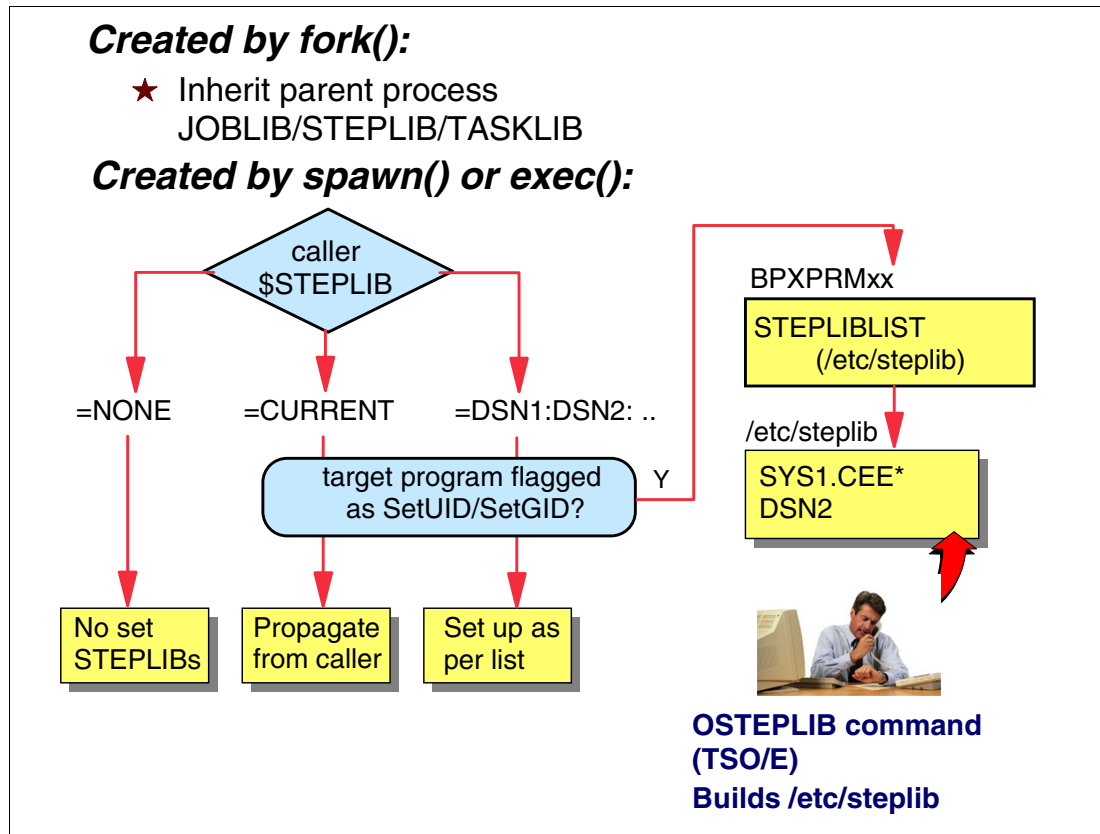 Created by fork():
★ Inherit parent process
JOBLIB/STEPLIB/TASKLIB
Created by spawn() or exec():
caller
$STEPLIB
=NONE
=CURRENT
=DSN1:DSN2: ..
target program flagged
as SetUID/SetGID?
Y
No set
STEPLIBs
Propagate
from caller
Set up as
per list
BPXPRMxx
STEPLIBLIST
(/etc/steplib)
/etc/steplib
SYS1.CEE*
DSN2
OSTEPLIB command
(TSO/E)
Builds /etc/steplib